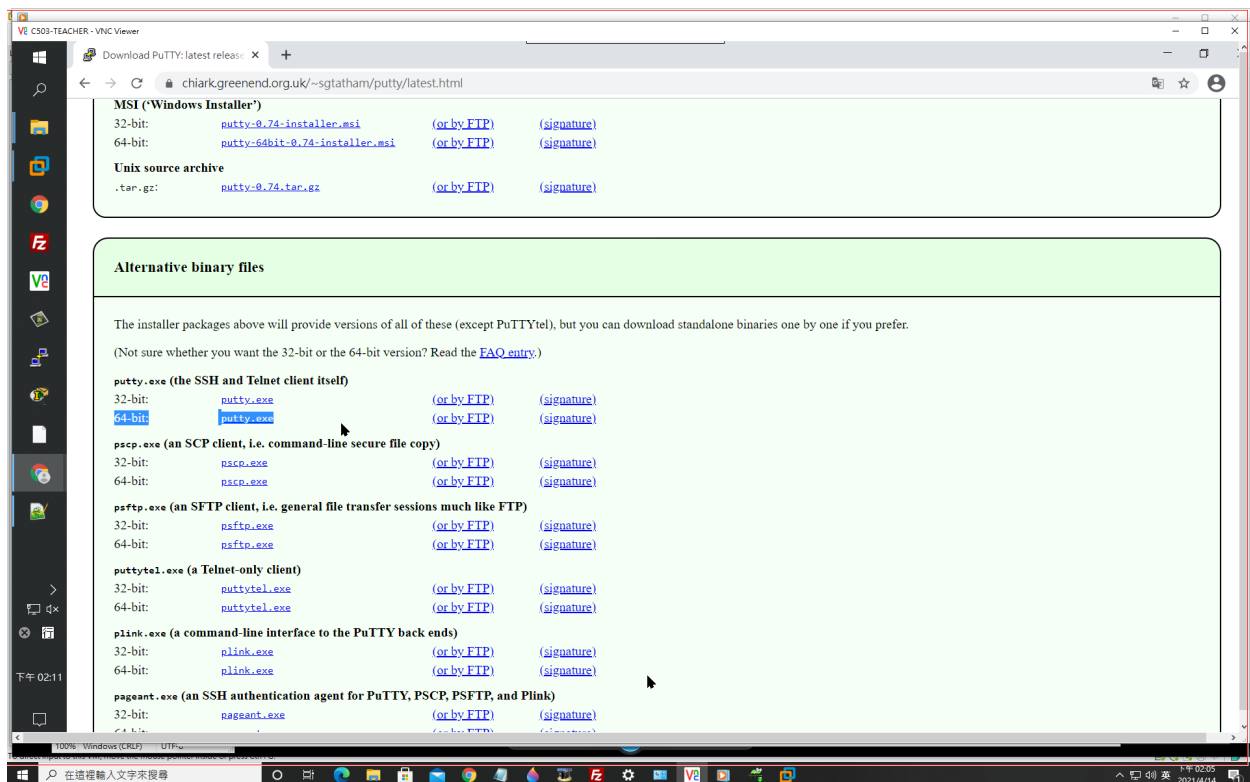 C503-TEACHER - VNC Viewer
Download PuTTY: latest release
chiark.greenend.org.uk/~sgtatham/putty/latest.html
MSI (‘Windows Installer’)
32-bit: putty-0.74-installer.msi (or by FTP) (signature)
64-bit: putty-64bit-0.74-installer.msi (or by FTP) (signature)
Unix source archive
.tar.gz: putty-0.74.tar.gz (or by FTP) (signature)
Alternative binary files
The installer packages above will provide versions of all of these (except PuTTYtel), but you can download standalone binaries one by one if you prefer.
(Not sure whether you want the 32-bit or the 64-bit version? Read the FAQ entry.)
putty.exe (the SSH and Telnet client itself)
32-bit: putty.exe (or by FTP) (signature)
64-bit: putty.exe (or by FTP) (signature)
pscp.exe (an SCP client, i.e. command-line secure file copy)
32-bit: pscp.exe (or by FTP) (signature)
64-bit: pscp.exe (or by FTP) (signature)
psftp.exe (an SFTP client, i.e. general file transfer sessions much like FTP)
32-bit: psftp.exe (or by FTP) (signature)
64-bit: psftp.exe (or by FTP) (signature)
puttytel.exe (a Telnet-only client)
32-bit: puttytel.exe (or by FTP) (signature)
64-bit: puttytel.exe (or by FTP) (signature)
plink.exe (a command-line interface to the PuTTY back ends)
32-bit: plink.exe (or by FTP) (signature)
64-bit: plink.exe (or by FTP) (signature)
pageant.exe (an SSH authentication agent for PuTTY, PSCP, PSFTP, and Plink)
32-bit: pageant.exe (or by FTP) (signature)
行
下午 02:11
100% Windows (CRLF) UTF-8
在這裡輸入文字來搜尋
英
下午 02:05
2021/4/14